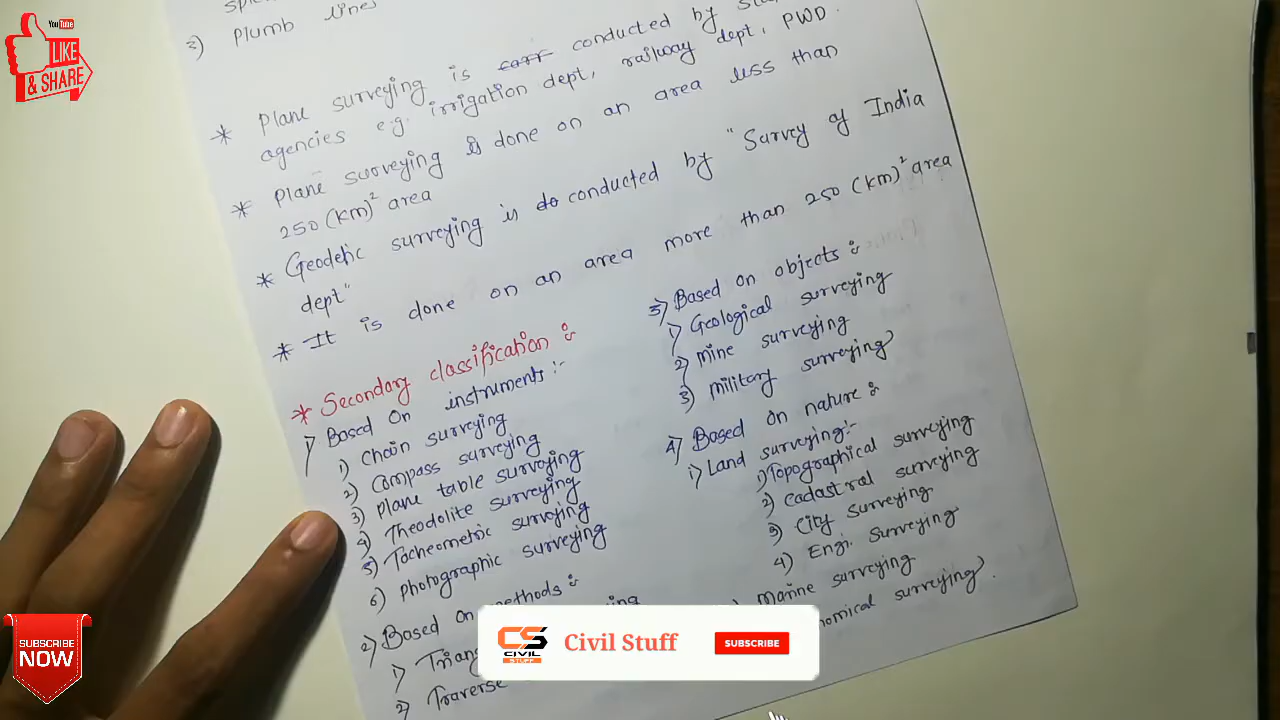 plumb lines
2)
* Plane surveying is conducted by
agencies e.g. irrigation dept, railway dept, PWD.
* Plane surveying is done on an area less than
250 (km)² area
* Geodetic surveying is conducted by "Survey of India
dept"
* It is done on an area more than 250 (km)² area
* Secondary classification :-
1) Based on instruments :-
1) Chain surveying
2) Compass surveying
3) Plane table surveying
4) Theodolite surveying
5) Tacheometric surveying
6) Photographic surveying
2) Based on methods :-
1)
2) Traverse
3) Based on objects :-
1) Geological surveying
2) mine surveying
3) military surveying
4) Based on nature :-
1) Land surveying:-
1) Topographical surveying
2) Cadastral surveying
3) City surveying
4) Engi. Surveying
Marine surveying
surveying.
YouTube
LIKE
& SHARE
SUBSCRIBE
NOW
CS
CIVIL
STUFF
Civil Stuff
SUBSCRIBE